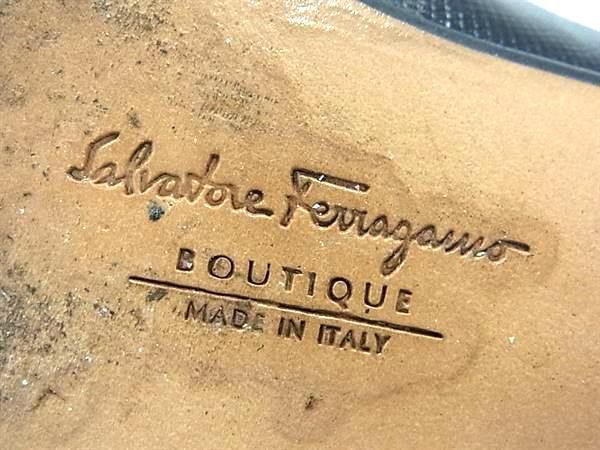 Salvatore Ferragamo
BOUTIQUE
MADE IN ITALY